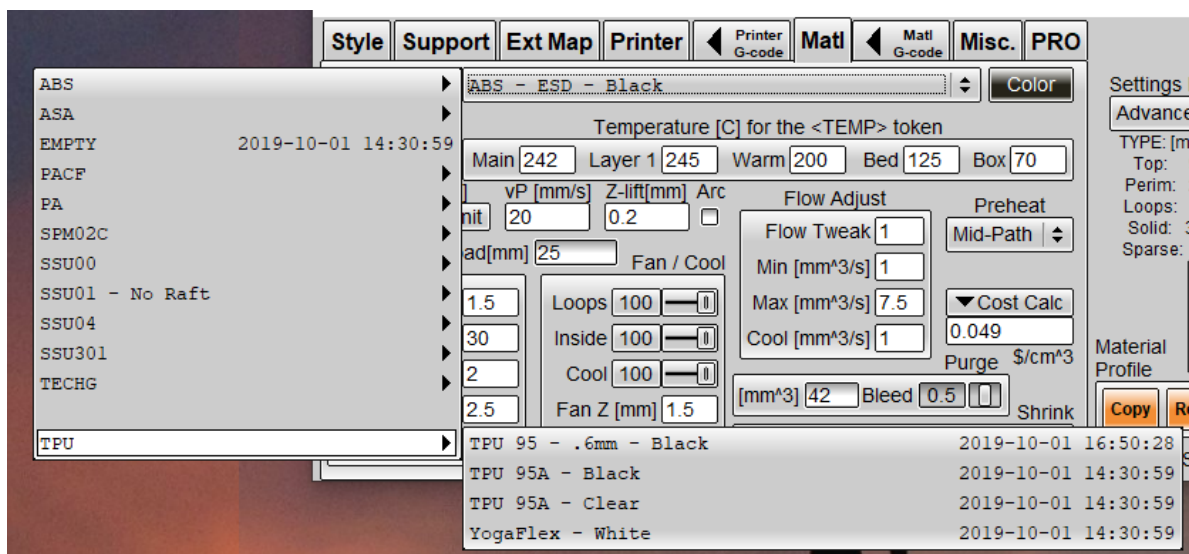 Style Support Ext Map Printer Printer G-code Matl Matl G-code Misc. PRO
ABS
ASA
EMPTY 2019-10-01 14:30:59
PACF
PA
SPM02C
SSU00
SSU01 - No Raft
SSU04
SSU301
TECHG
TPU
ABS - ESD - Black Color
Temperature [C] for the <TEMP> token
Main 242 Layer 1 245 Warm 200 Bed 125 Box 70
vP [mm/s] Z-lift[mm] Arc
20 0.2
[mm] 25
Fan / Cool
1.5 Loops 100
30 Inside 100
2 Cool 100
2.5 Fan Z [mm] 1.5
Flow Adjust
Flow Tweak 1
Min [mm^3/s] 1
Max [mm^3/s] 7.5
Cool [mm^3/s] 1
Preheat
Mid-Path
Cost Calc
0.049
$/cm^3
Purge
[mm^3] 42 Bleed 0.5
Shrink
Settings
Advance
TYPE: [m
Top:
Perim:
Loops:
Solid:
Sparse:
Material
Profile
Copy
TPU 95 - .6mm - Black 2019-10-01 16:50:28
TPU 95A - Black 2019-10-01 14:30:59
TPU 95A - Clear 2019-10-01 14:30:59
YogaFlex - White 2019-10-01 14:30:59